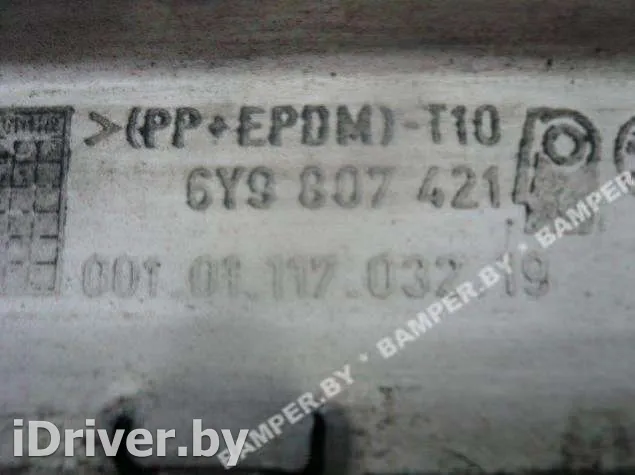 >(PP+EPDM)-T10
6Y9 807 421
001.01.117.032.19
BAMPER.BY * BAMPER.BY * BAMPER.BY
iDriver.by